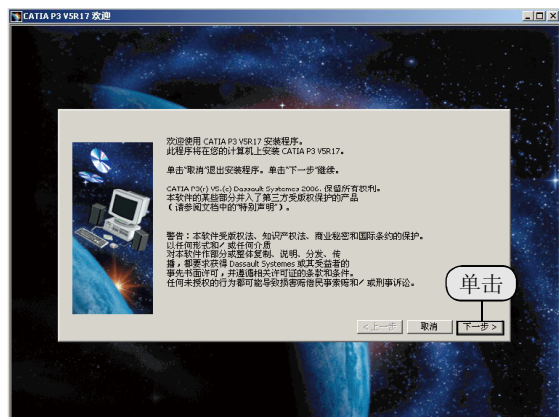 CATIA P3 V5R17 欢迎
欢迎使用 CATIA P3 V5R17 安装程序。
此程序将在您的计算机上安装 CATIA P3 V5R17。
单击"取消"退出安装程序。单击"下一步"继续。
CATIA P3(r) V5.(c) Dassault Systemes 2006. 保留所有权利。
本软件的某些部分并入了第三方受版权保护的产品
(请参阅文档中的"特别声明")。
警告:本软件受版权法、知识产权法、商业秘密和国际条约的保护。
以任何形式和/或任何介质
对本软件作部分或整体复制、说明、分发、传
播,都要求获得 Dassault Systemes 或其受益者的
事先书面许可,并遵循相关许可证的条款和条件。
任何未授权的行为都可能导致损害赔偿民事索赔和/或刑事诉讼。
单击
<上一步
取消
下一步 >